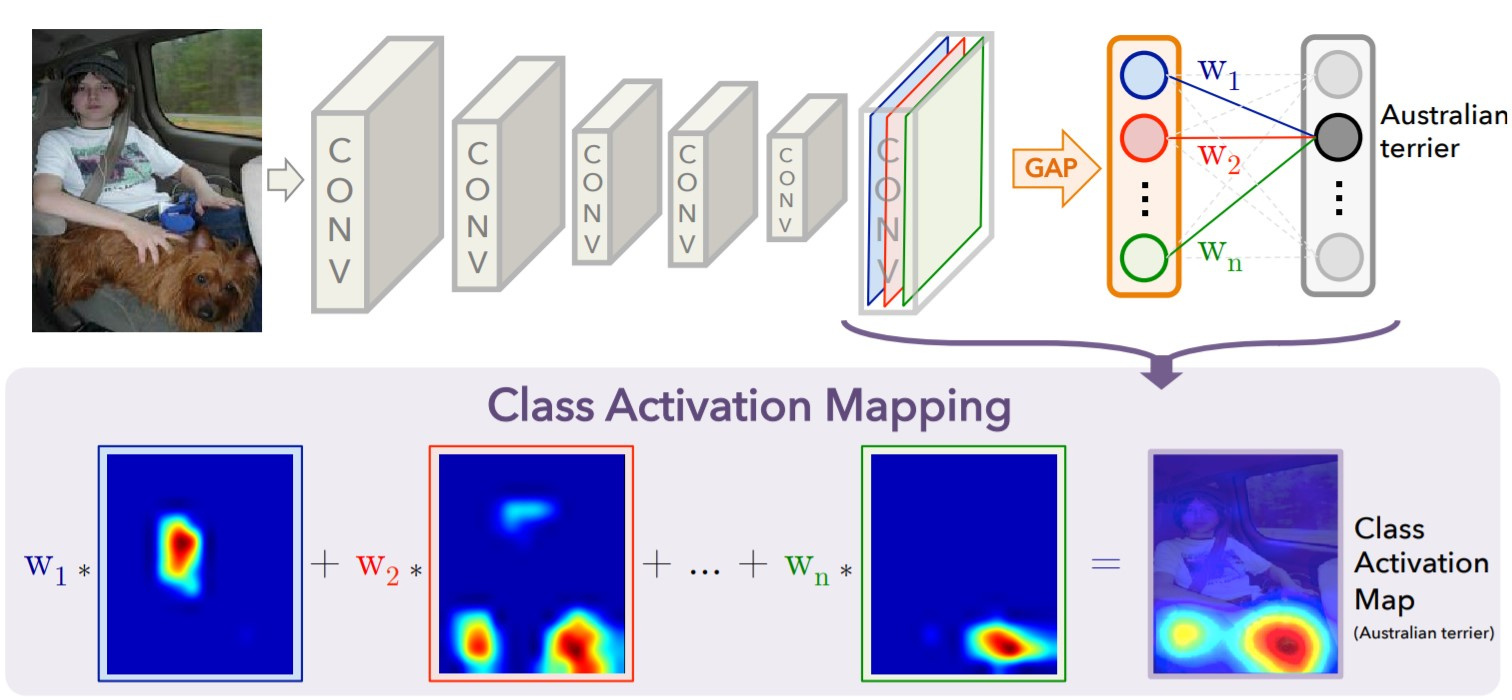 CONV
CONV
CONV
CONV
CONV
CONV
GAP
w1
w2
wn
Australian
terrier
Class Activation Mapping
w1 * + w2 * + ... + wn * =
Class
Activation
Map
(Australian terrier)